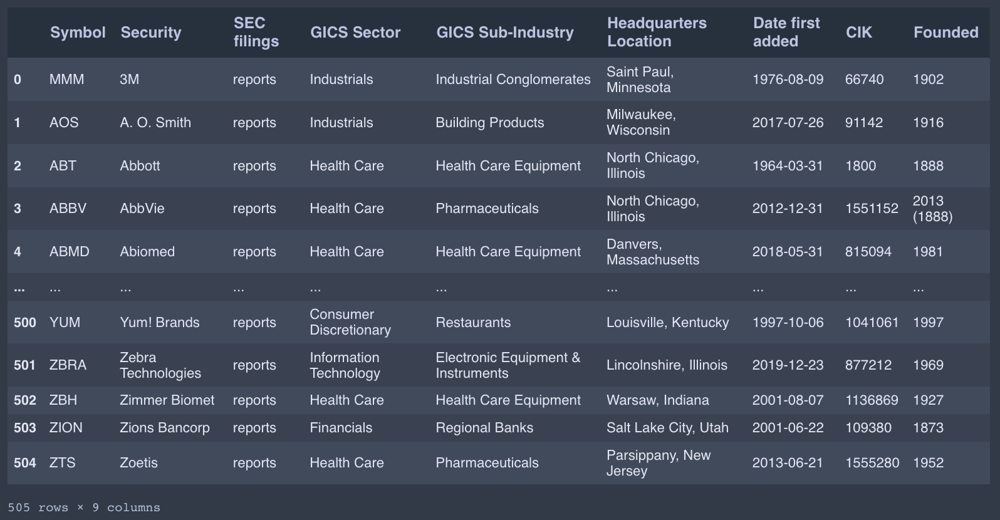 Symbol Security SEC filings GICS Sector GICS Sub-Industry Headquarters Location Date first added CIK Founded
0 MMM 3M reports Industrials Industrial Conglomerates Saint Paul, Minnesota 1976-08-09 66740 1902
1 AOS A. O. Smith reports Industrials Building Products Milwaukee, Wisconsin 2017-07-26 91142 1916
2 ABT Abbott reports Health Care Health Care Equipment North Chicago, Illinois 1964-03-31 1800 1888
3 ABBV AbbVie reports Health Care Pharmaceuticals North Chicago, Illinois 2012-12-31 1551152 2013 (1888)
4 ABMD Abiomed reports Health Care Health Care Equipment Danvers, Massachusetts 2018-05-31 815094 1981
... ... ... ... ... ... ... ... ... ...
500 YUM Yum! Brands reports Consumer Discretionary Restaurants Louisville, Kentucky 1997-10-06 1041061 1997
501 ZBRA Zebra Technologies reports Information Technology Electronic Equipment & Instruments Lincolnshire, Illinois 2019-12-23 877212 1969
502 ZBH Zimmer Biomet reports Health Care Health Care Equipment Warsaw, Indiana 2001-08-07 1136869 1927
503 ZION Zions Bancorp reports Financials Regional Banks Salt Lake City, Utah 2001-06-22 109380 1873
504 ZTS Zoetis reports Health Care Pharmaceuticals Parsippany, New Jersey 2013-06-21 1555280 1952
505 rows × 9 columns